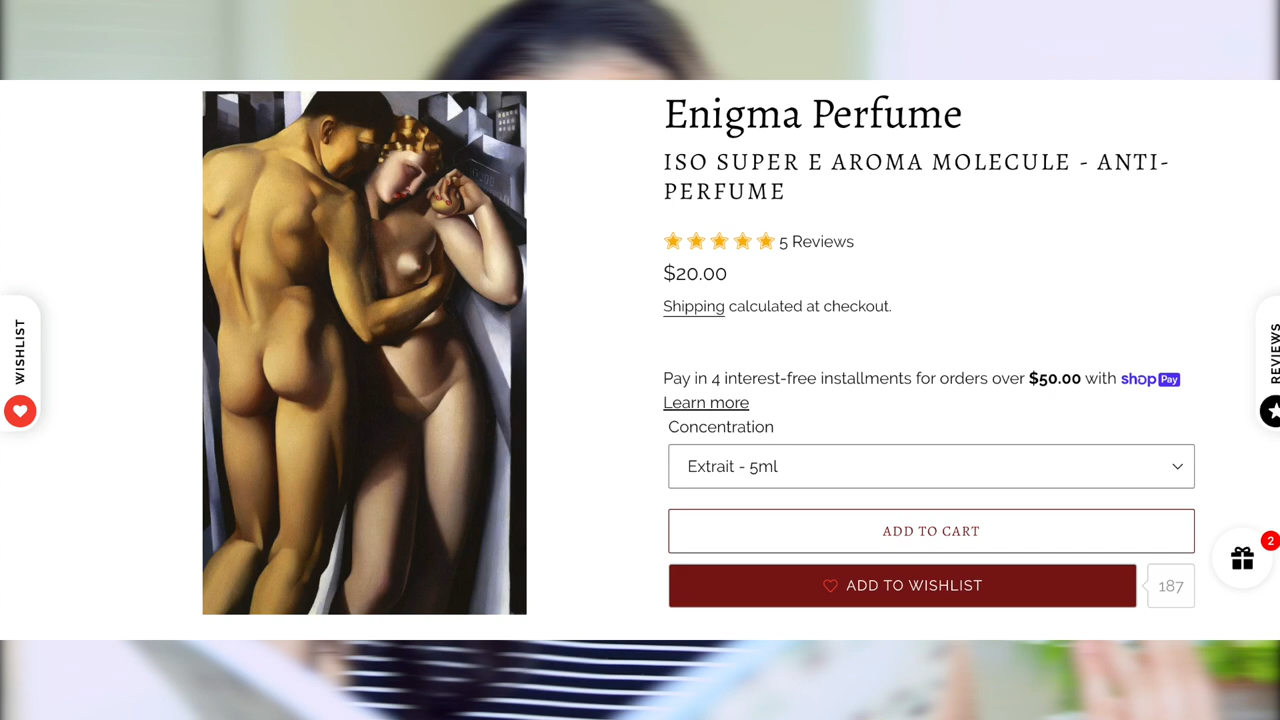 Enigma Perfume
ISO SUPER E AROMA MOLECULE - ANTI-
PERFUME
5 Reviews
$20.00
Shipping calculated at checkout.
Pay in 4 interest-free installments for orders over $50.00 with shop Pay
Learn more
Concentration
Extrait - 5ml
ADD TO CART
ADD TO WISHLIST
187
WISHLIST
REVIEWS
2